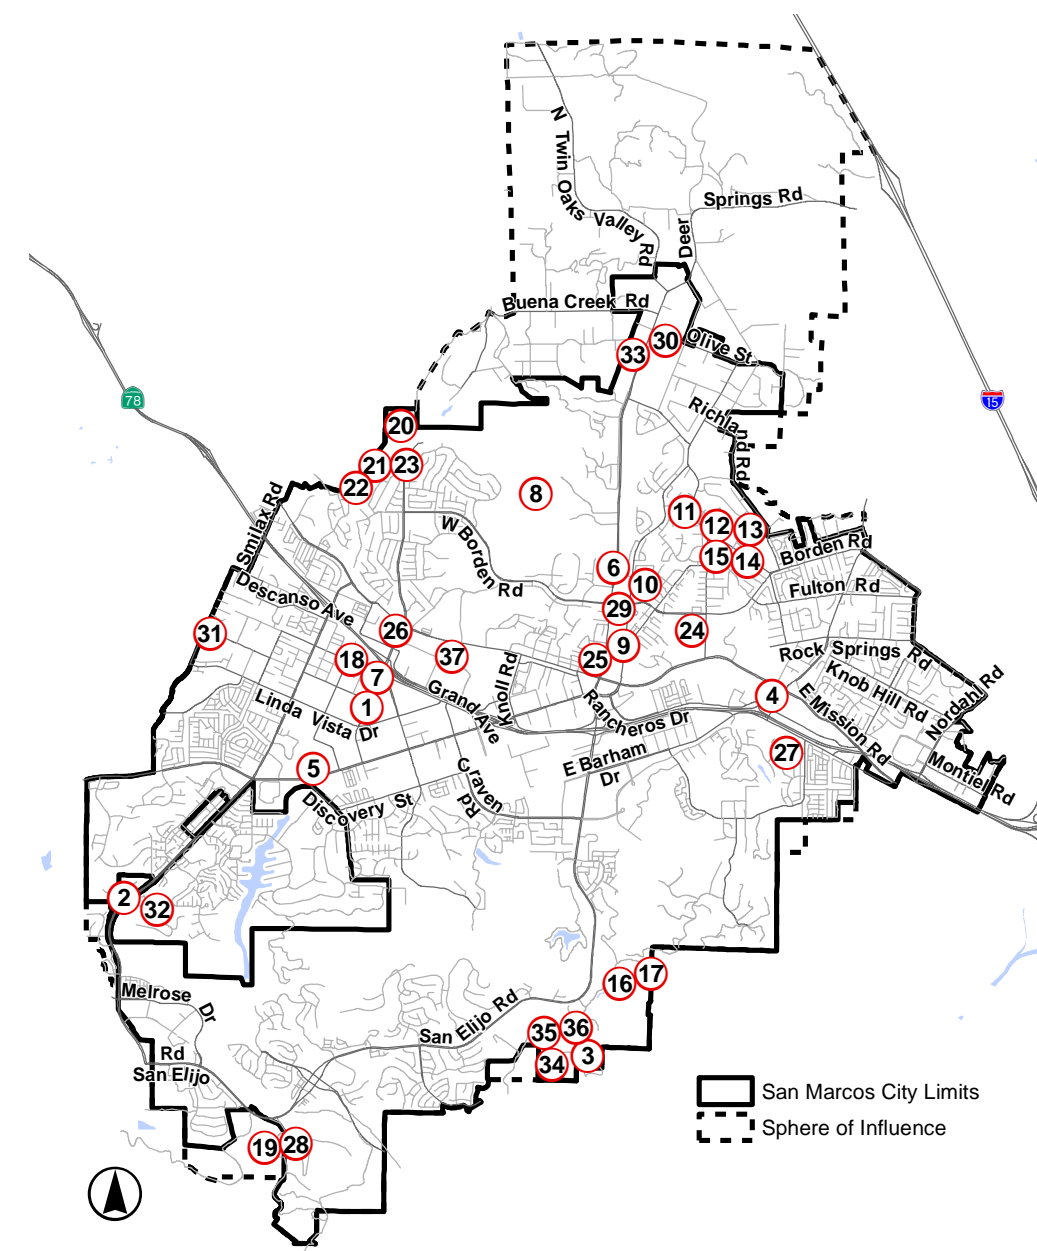 N Twin Oaks Valley Rd
Deer Springs Rd
Buena Creek Rd
Olive St
30
33
78
15
Richland Rd
20
21
23
22
8
Smilax Rd
11
12
13
W Borden Rd
15
14
Borden Rd
6
10
Fulton Rd
Descanso Ave
29
31
26
24
9
Rock Springs Rd
18
37
25
7
Knoll Rd
Knob Hill Rd
Nordahl Rd
4
1
Linda Vista Dr
Grand Ave
Rancheros Dr
E Mission Rd
27
E Barham Dr
Montiel Rd
5
Craven Rd
Discovery St
2
32
17
16
Melrose Dr
San Elijo Rd
35
36
3
34
San Elijo Rd
San Marcos City Limits
Sphere of Influence
19
28